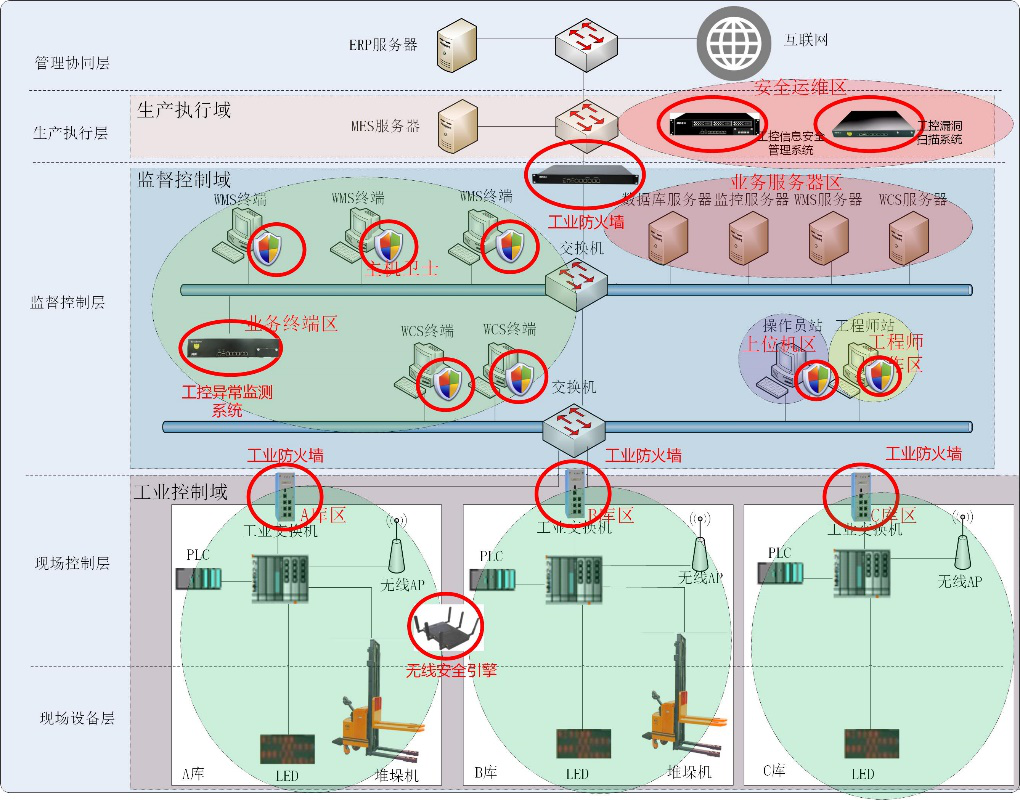 ERP服务器
互联网
管理协同层
安全运维区
生产执行域
MES服务器
生产执行层
工控信息安全
管理系统
工控漏洞
扫描系统
监督控制域
业务服务器区
WMS终端
WMS终端
WMS终端
工业防火墙
数据库服务器
监控服务器
WMS服务器
WCS服务器
交换机
主机卫士
监督控制层
业务终端区
WCS终端
WCS终端
操作员站
工程师站
上位机区
工程师
作区
工控异常监测
系统
交换机
工业防火墙
工业防火墙
工业防火墙
工业控制域
A库区
B库区
C库区
工业交换机
工业交换机
工业交换机
PLC
PLC
PLC
现场控制层
无线AP
无线AP
无线AP
无线安全引擎
现场设备层
A库
LED
堆垛机
B库
LED
堆垛机
C库
LED